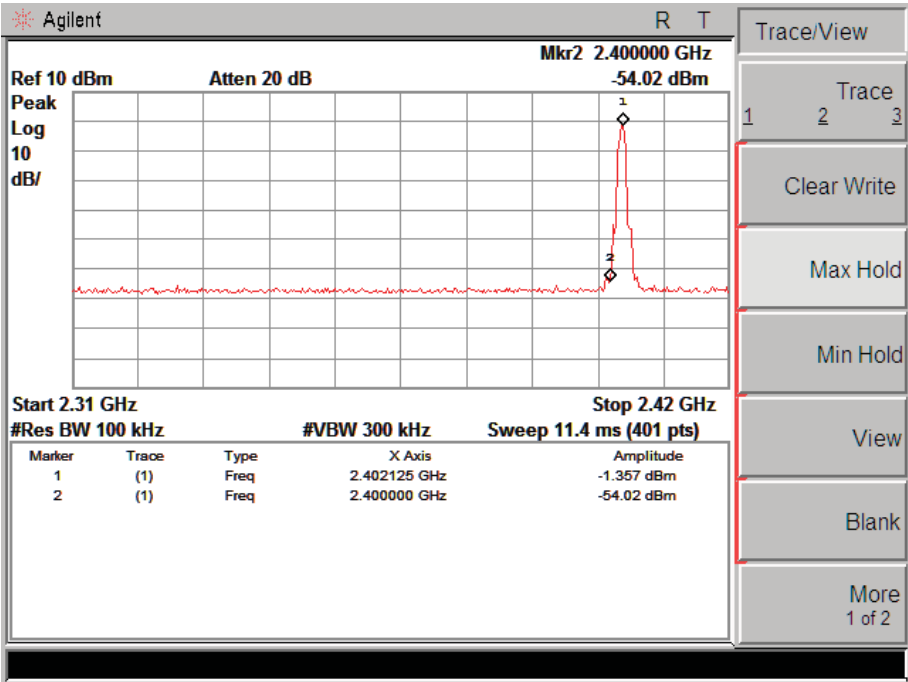 Agilent R T
Mkr2 2.400000 GHz
Ref 10 dBm Atten 20 dB -54.02 dBm
Peak
Log
10
dB/
1
2
Start 2.31 GHz Stop 2.42 GHz
#Res BW 100 kHz #VBW 300 kHz Sweep 11.4 ms (401 pts)
Marker Trace Type X Axis Amplitude
1 (1) Freq 2.402125 GHz -1.357 dBm
2 (1) Freq 2.400000 GHz -54.02 dBm
Trace/View
Trace
1 2 3
Clear Write
Max Hold
Min Hold
View
Blank
More
1 of 2